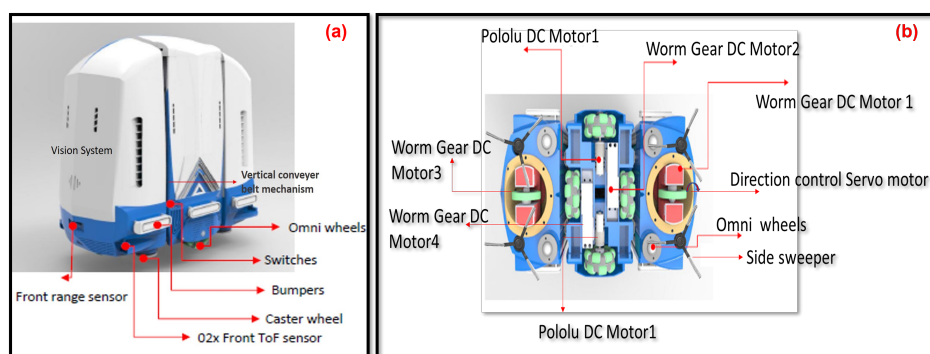 (a)
Vision System
Vertical conveyer
belt mechanism
Omni wheels
Switches
Front range sensor
Bumpers
Caster wheel
02x Front ToF sensor
(b)
Pololu DC Motor1
Worm Gear DC Motor2
Worm Gear DC Motor 1
Worm Gear DC
Motor3
Direction control Servo motor
Worm Gear DC
Motor4
Omni wheels
Side sweeper
Pololu DC Motor1